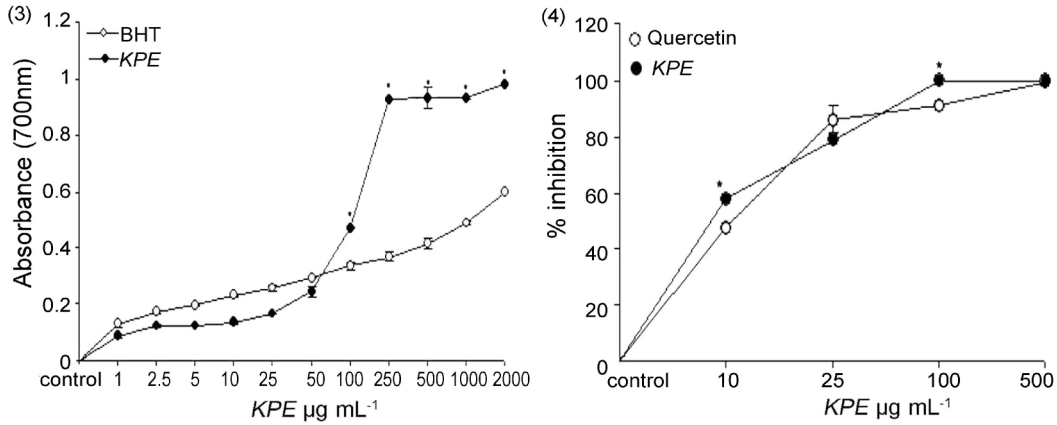 (3)
1.2
1
0.8
0.6
0.4
0.2
0
Absorbance (700nm)
BHT
KPE
* * * * *
control 1 2.5 5 10 25 50 100 250 500 1000 2000
KPE µg mL-1
(4)
120
100
80
60
40
20
0
% inhibition
Quercetin
KPE
* *
control 10 25 100 500
KPE µg mL-1